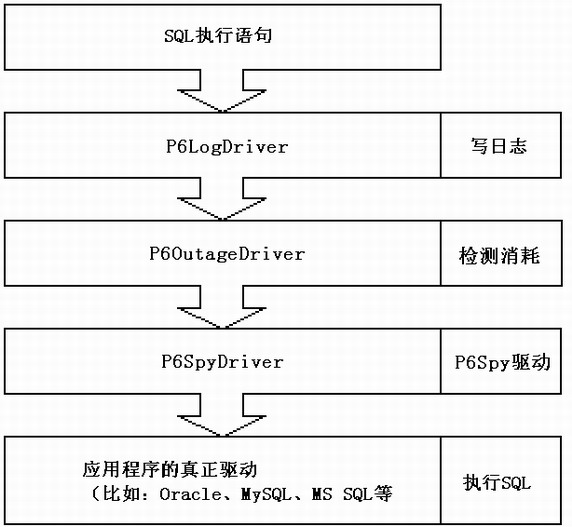 SQL执行语句
P6LogDriver
写日志
P6OutageDriver
检测消耗
P6SpyDriver
P6Spy驱动
应用程序的真正驱动
（比如：Oracle、MySQL、MS SQL等
执行SQL